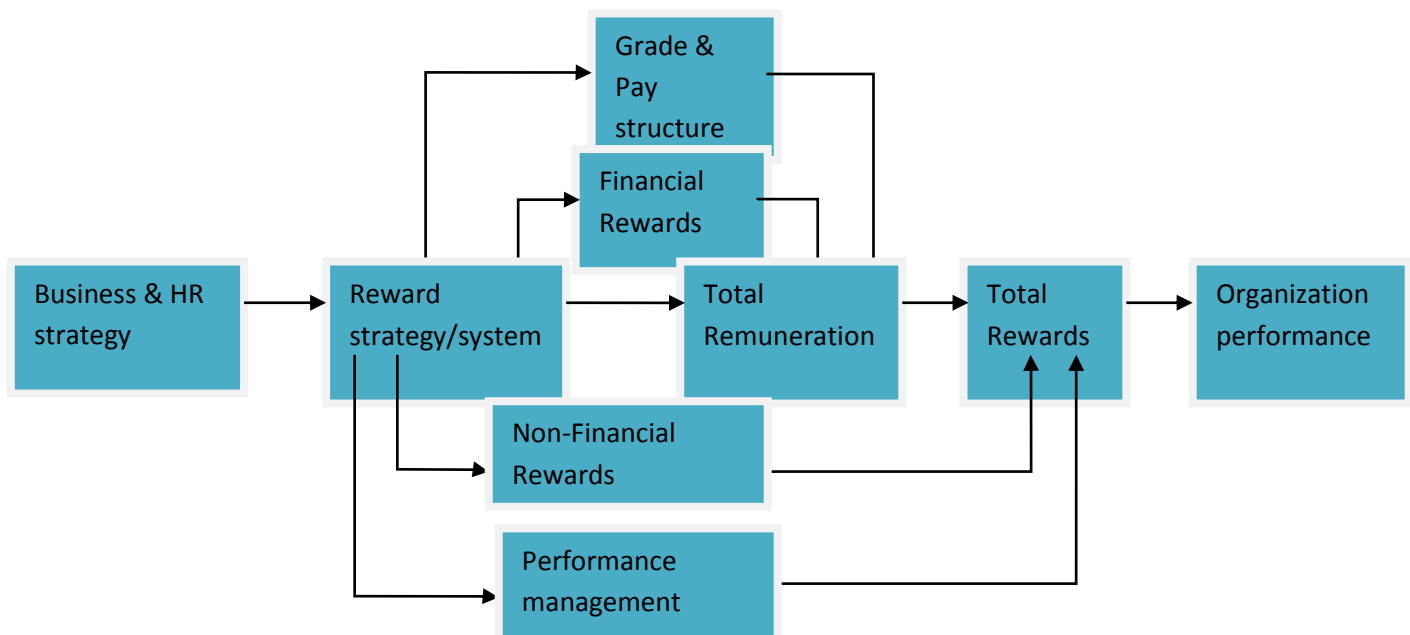 Grade &
Pay
structure
Financial
Rewards
Business & HR
strategy
Reward
strategy/system
Total
Remuneration
Total
Rewards
Organization
performance
Non-Financial
Rewards
Performance
management